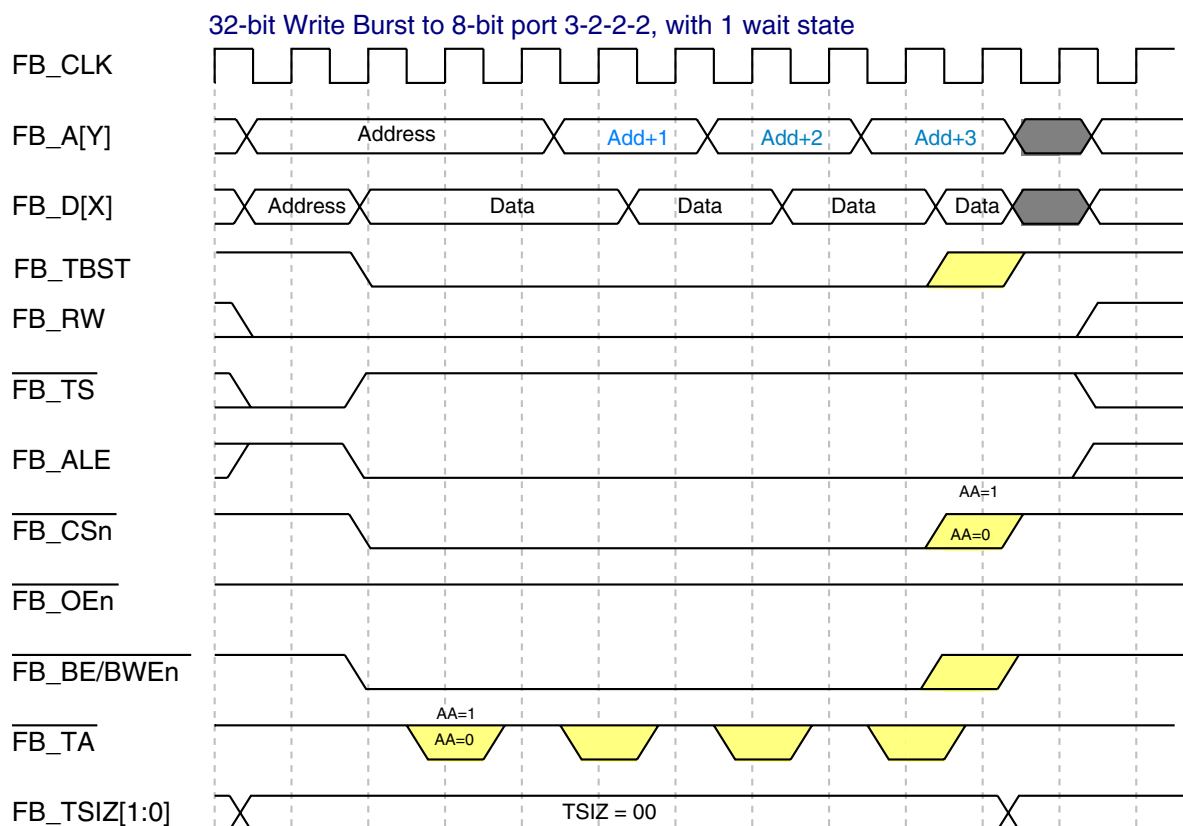 32-bit Write Burst to 8-bit port 3-2-2-2, with 1 wait state
FB_CLK
FB_A[Y] Address Add+1 Add+2 Add+3
FB_D[X] Address Data Data Data Data
FB_TBST
FB_RW
FB_TS
FB_ALE
AA=1
FB_CSn AA=0
FB_OEn
FB_BE/BWEn
AA=1
FB_TA AA=0
FB_TSIZ[1:0] TSIZ = 00